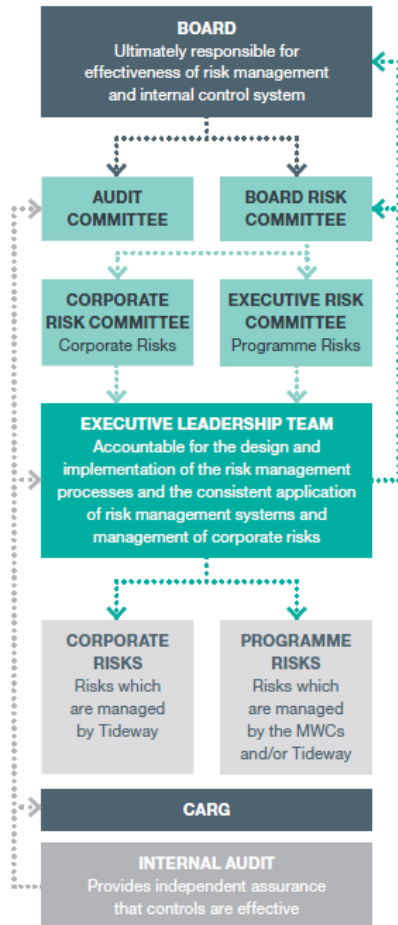 BOARD
Ultimately responsible for
effectiveness of risk management
and internal control system
AUDIT
COMMITTEE
BOARD RISK
COMMITTEE
CORPORATE
RISK COMMITTEE
Corporate Risks
EXECUTIVE RISK
COMMITTEE
Programme Risks
EXECUTIVE LEADERSHIP TEAM
Accountable for the design and
implementation of the risk management
processes and the consistent application
of risk management systems and
management of corporate risks
CORPORATE
RISKS
Risks which
are managed
by Tideway
PROGRAMME
RISKS
Risks which
are managed
by the MWCs
and/or Tideway
CARG
INTERNAL AUDIT
Provides independent assurance
that controls are effective